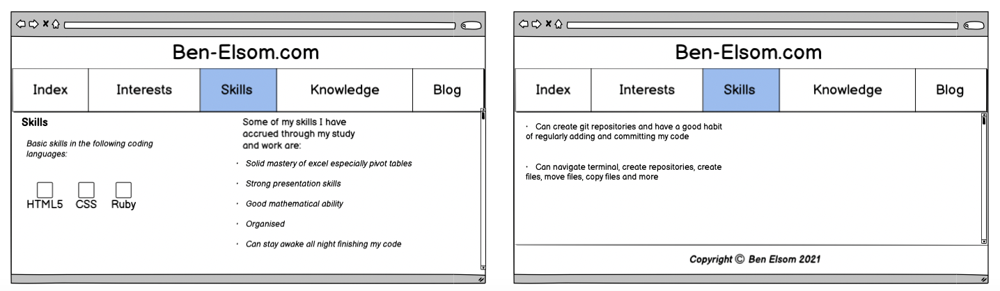 Ben-Elsom.com
Index Interests Skills Knowledge Blog
Skills
Basic skills in the following coding
languages:
HTML5 CSS Ruby
Some of my skills I have
accrued through my study
and work are:
· Solid mastery of excel especially pivot tables
· Strong presentation skills
· Good mathematical ability
· Organised
· Can stay awake all night finishing my code
Ben-Elsom.com
Index Interests Skills Knowledge Blog
· Can create git repositories and have a good habit
of regularly adding and committing my code
· Can navigate terminal, create repositories, create
files, move files, copy files and more
Copyright © Ben Elsom 2021